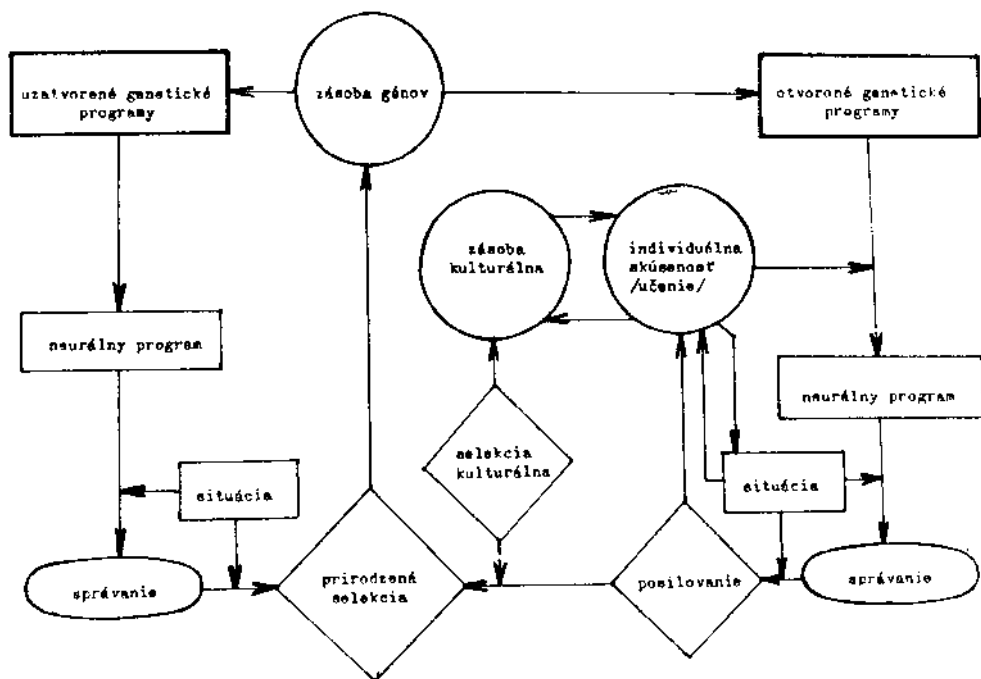 uzatvorené genetické
programy
zásoba génov
otvorené genetické
programy
zásoba
kulturálna
individuálna
skúsenosť
/učenie/
neurálny program
neurálny program
selekcia
kulturálna
situácia
situácia
správanie
prirodzená
selekcia
posilovanie
správanie